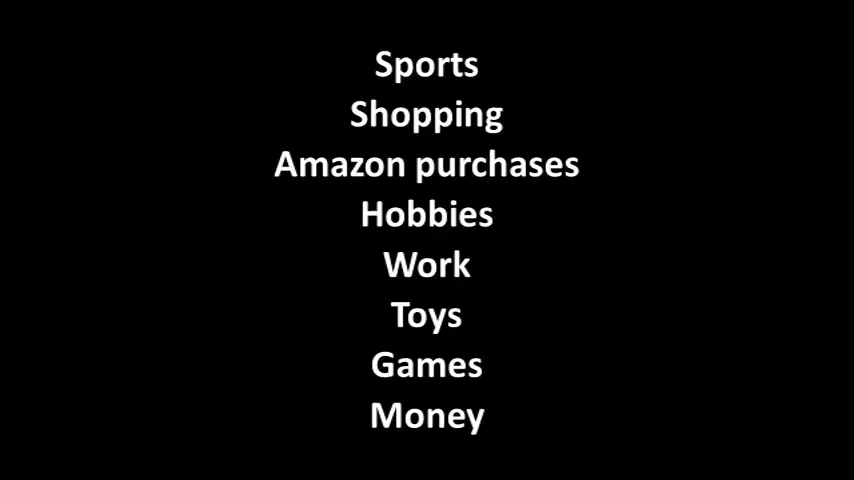 Sports
Shopping
Amazon purchases
Hobbies
Work
Toys
Games
Money